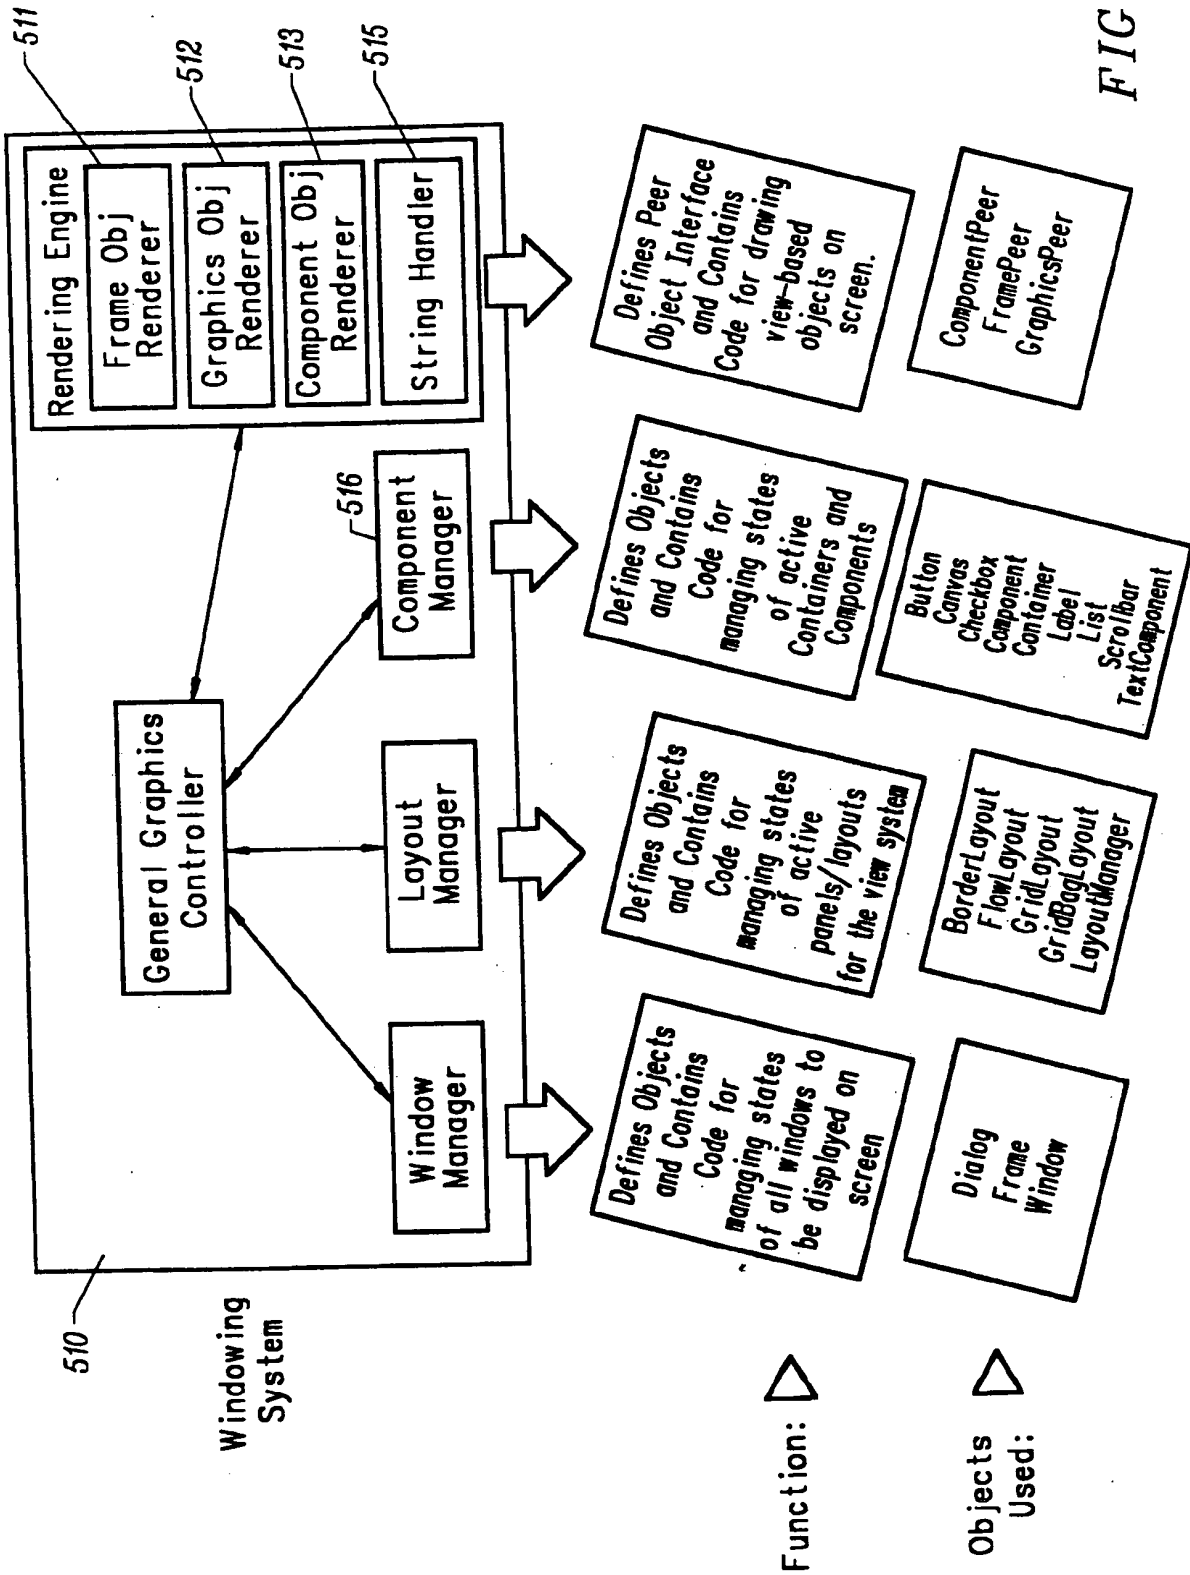 Windowing
System
510
General Graphics
Controller
Window
Manager
Layout
Manager
Component
Manager
516
Rendering Engine
Frame Obj
Renderer
Graphics Obj
Renderer
Component Obj
Renderer
String Handler
511
512
513
515
Function:
Defines Objects
and Contains
Code for
managing states
of all windows to
be displayed on
screen
Defines Objects
and Contains
Code for
managing states
of active
panels/layouts
for the view system
Defines Objects
and Contains
Code for
managing states
of active
Containers and
Components
Defines Peer
Object Interface
and Contains
Code for drawing
view-based
objects on
screen.
Objects
Used:
Dialog
Frame
Window
BorderLayout
FlowLayout
GridLayout
GridBagLayout
LayoutManager
Button
Canvas
Checkbox
Component
Container
Label
List
Scrollbar
TextComponent
ComponentPeer
FramePeer
GraphicsPeer
FIG